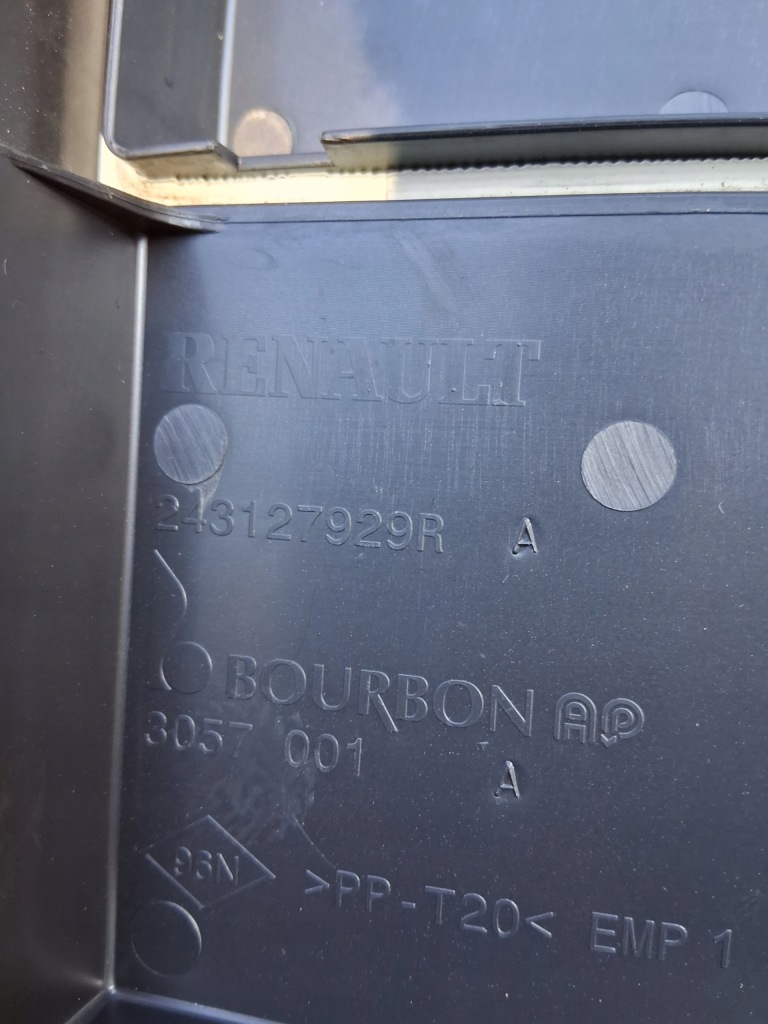 RENAULT
243127929R A
BOURBON AP
3057 001 A
96N >PP-T20< EMP 1